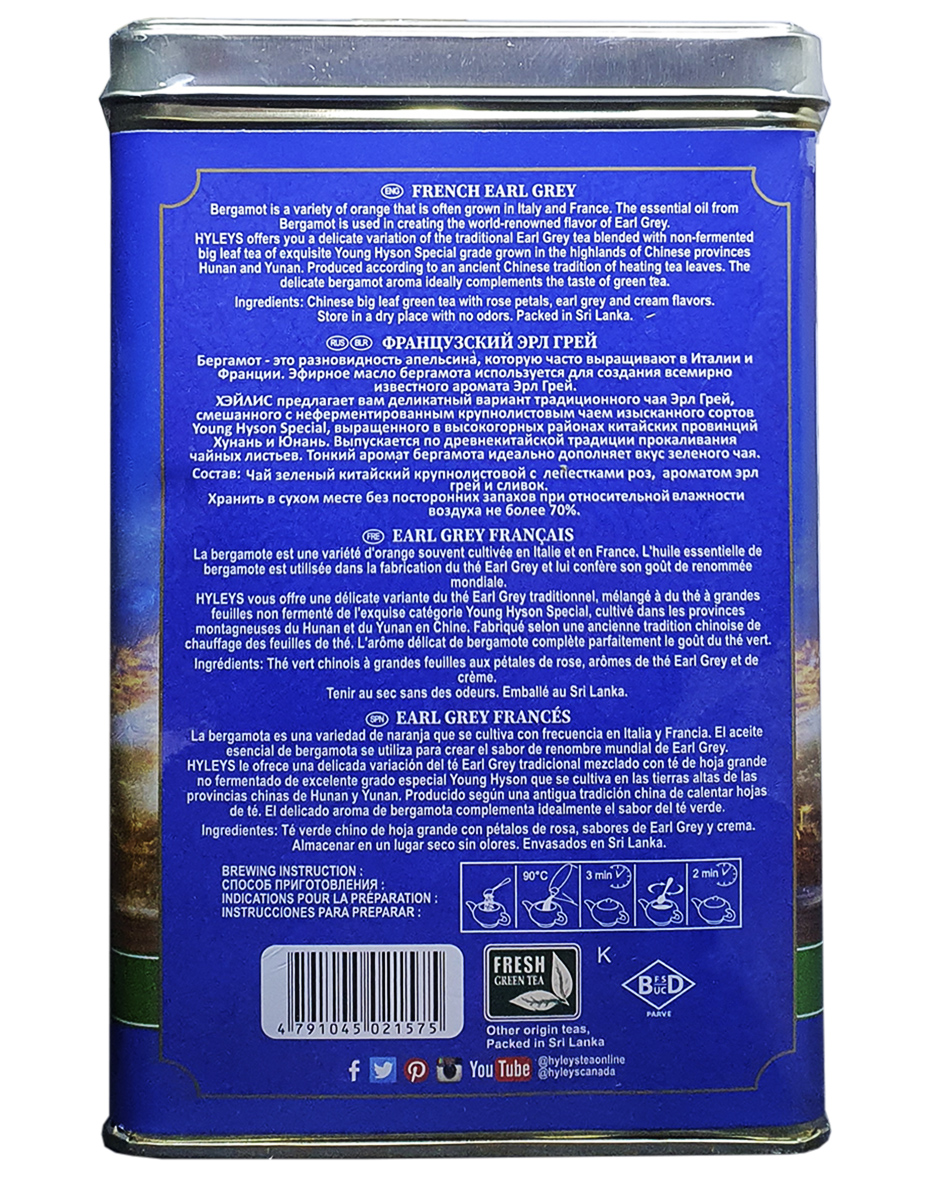 ENG FRENCH EARL GREY
Bergamot is a variety of orange that is often grown in Italy and France. The essential oil from
Bergamot is used in creating the world-renowned flavor of Earl Grey.
HYLEYS offers you a delicate variation of the traditional Earl Grey tea blended with non-fermented
big leaf tea of exquisite Young Hyson Special grade grown in the highlands of Chinese provinces
Hunan and Yunan. Produced according to an ancient Chinese tradition of heating tea leaves. The
delicate bergamot aroma ideally complements the taste of green tea.
Ingredients: Chinese big leaf green tea with rose petals, earl grey and cream flavors.
Store in a dry place with no odors. Packed in Sri Lanka.
RUS BLR ФРАНЦУЗСКИЙ ЭРЛ ГРЕЙ
Бергамот - это разновидность апельсина, которую часто выращивают в Италии и
Франции. Эфирное масло бергамота используется для создания всемирно
известного аромата Эрл Грей.
ХЭЙЛИС предлагает вам деликатный вариант традиционного чая Эрл Грей,
смешанного с неферментированным крупнолистовым чаем изысканного сортов
Young Hyson Special, выращенного в высокогорных районах китайских провинций
Хунань и Юнань. Выпускается по древнекитайской традиции прокаливания
чайных листьев. Тонкий аромат бергамота идеально дополняет вкус зеленого чая.
Состав: Чай зеленый китайский крупнолистовой с лепестками роз, ароматом эрл
грей и сливок.
Хранить в сухом месте без посторонних запахов при относительной влажности
воздуха не более 70%.
FRE EARL GREY FRANÇAIS
La bergamote est une variété d'orange souvent cultivée en Italie et en France. L'huile essentielle de
bergamote est utilisée dans la fabrication du thé Earl Grey et lui confère son goût de renommée
mondiale.
HYLEYS vous offre une délicate variante du thé Earl Grey traditionnel, mélangé à du thé à grandes
feuilles non fermenté de l'exquise catégorie Young Hyson Special, cultivé dans les provinces
montagneuses du Hunan et du Yunan en Chine. Fabriqué selon une ancienne tradition chinoise de
chauffage des feuilles de thé. L'arôme délicat de bergamote complète parfaitement le goût du thé vert.
Ingrédients: Thé vert chinois à grandes feuilles aux pétales de rose, arômes de thé Earl Grey et de
crème.
Tenir au sec sans des odeurs. Emballé au Sri Lanka.
SPN EARL GREY FRANCÉS
La bergamota es una variedad de naranja que se cultiva con frecuencia en Italia y Francia. El aceite
esencial de bergamota se utiliza para crear el sabor de renombre mundial de Earl Grey.
HYLEYS le ofrece una delicada variación del té Earl Grey tradicional mezclado con té de hoja grande
no fermentado de excelente grado especial Young Hyson que se cultiva en las tierras altas de las
provincias chinas de Hunan y Yunan. Producido según una antigua tradición china de calentar hojas
de té. El delicado aroma de bergamota complementa idealmente el sabor del té verde.
Ingredientes: Té verde chino de hoja grande con pétalos de rosa, sabores de Earl Grey y crema.
Almacenar en un lugar seco sin olores. Envasados en Sri Lanka.
BREWING INSTRUCTION :
СПОСОБ ПРИГОТОВЛЕНИЯ :
INDICATIONS POUR LA PRÉPARATION :
INSTRUCCIONES PARA PREPARAR :
90°C 3 min 2 min
4 791045 021575
FRESH
GREEN TEA
Other origin teas,
Packed in Sri Lanka
K
B FS UC D
PARVE
f You Tube
@hyleysteaonline
@hyleyscanada